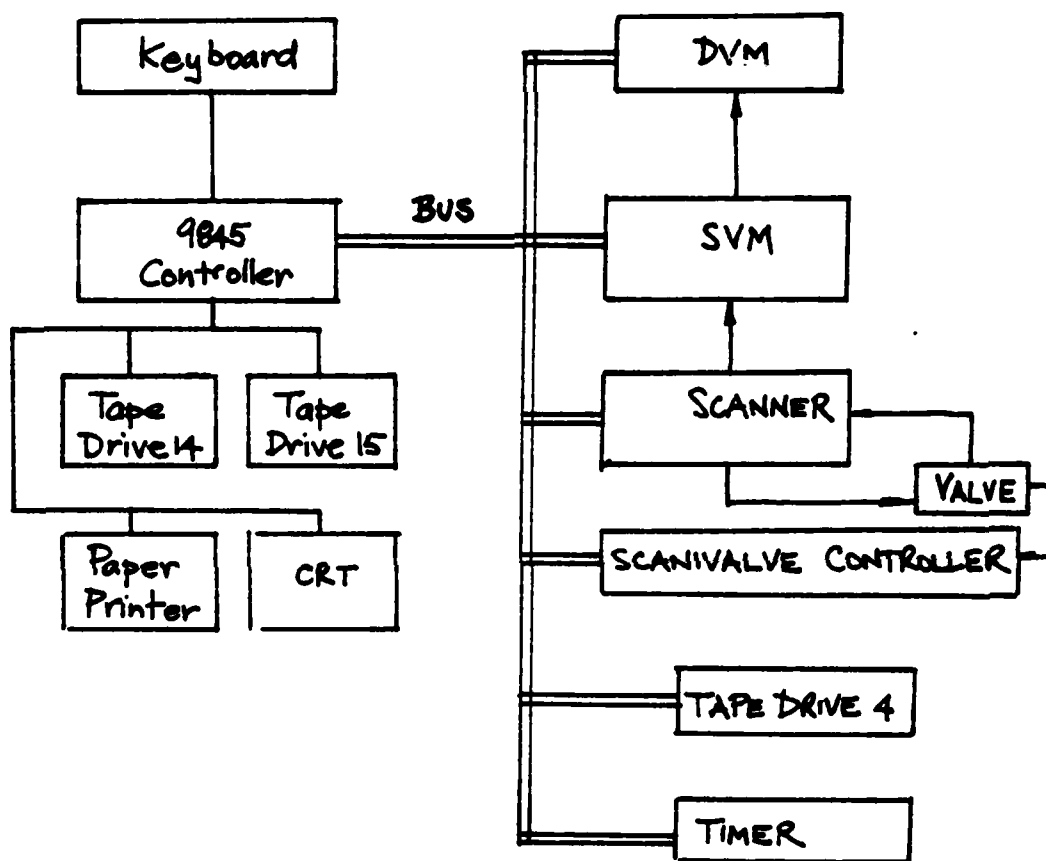 Keyboard
DVM
BUS
9845
Controller
SVM
Tape
Drive 14
Tape
Drive 15
SCANNER
VALVE
Paper
Printer
CRT
SCANIVALVE CONTROLLER
TAPE DRIVE 4
TIMER